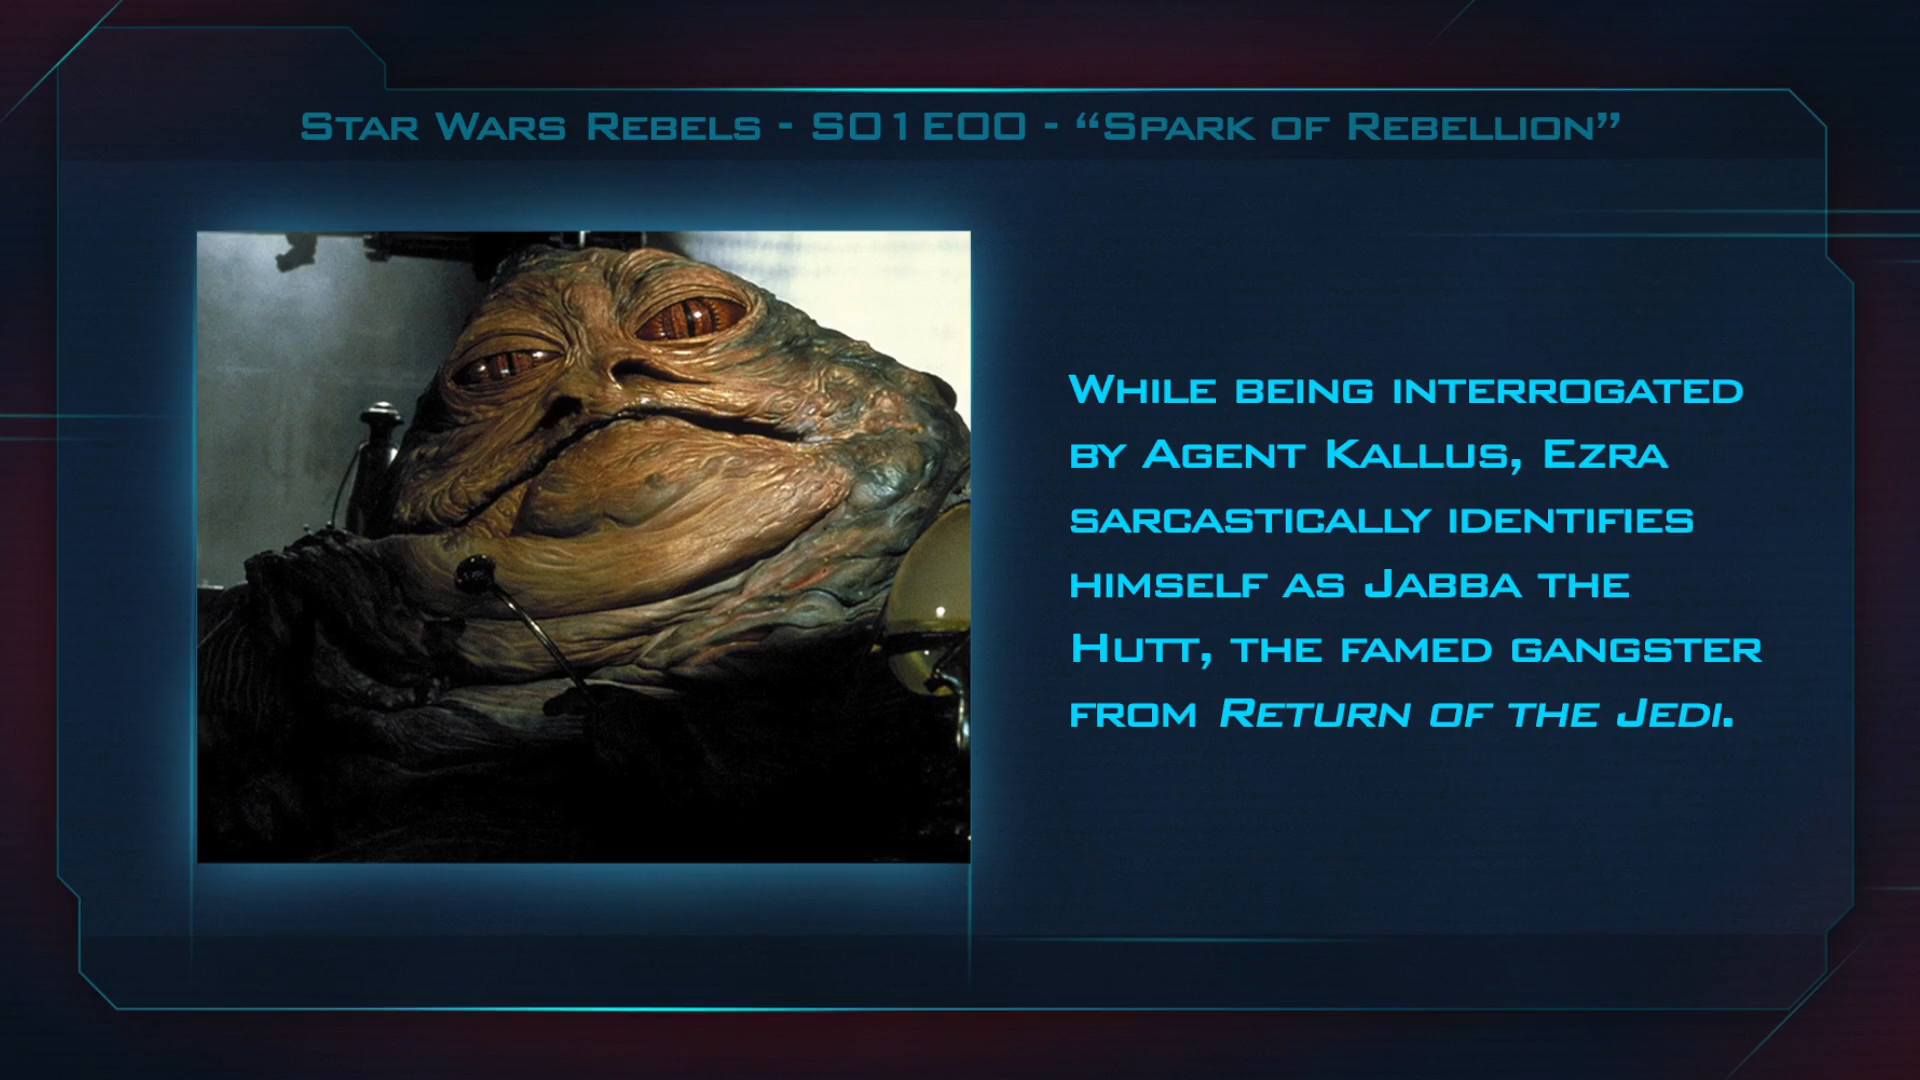 Star Wars Rebels - S01E00 - “Spark of Rebellion”
While being interrogated
by Agent Kallus, Ezra
sarcastically identifies
himself as Jabba the
Hutt, the famed gangster
from Return of the Jedi.